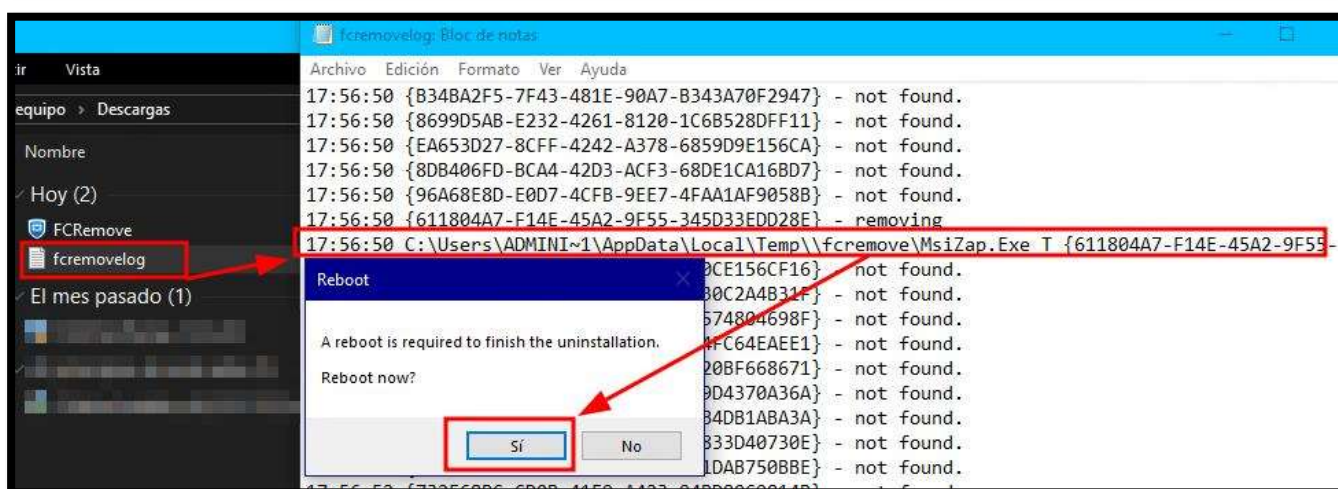 fcremovelog: Bloc de notas
ir Vista
equipo > Descargas
Nombre
Hoy (2)
FCRemove
fcremovelog
El mes pasado (1)
Archivo Edición Formato Ver Ayuda
17:56:50 {B34BA2F5-7F43-481E-90A7-B343A70F2947} - not found.
17:56:50 {8699D5AB-E232-4261-8120-1C6B528DFF11} - not found.
17:56:50 {EA653D27-8CFF-4242-A378-6859D9E156CA} - not found.
17:56:50 {8DB406FD-BCA4-42D3-ACF3-68DE1CA16BD7} - not found.
17:56:50 {96A68E8D-E0D7-4CFB-9EE7-4FAA1AF9058B} - not found.
17:56:50 {611804A7-F14E-45A2-9F55-345D33EDD28E} - removing
17:56:50 C:\Users\ADMINI~1\AppData\Local\Temp\\fcremove\MsiZap.Exe T {611804A7-F14E-45A2-9F55-
0CE156CF16} - not found.
30C2A4B31F} - not found.
574804698F} - not found.
4FC64EAEE1} - not found.
20BF668671} - not found.
9D4370A36A} - not found.
34DB1ABA3A} - not found.
333D40730E} - not found.
1DAB750BBE} - not found.
Reboot
A reboot is required to finish the uninstallation.
Reboot now?
Sí
No